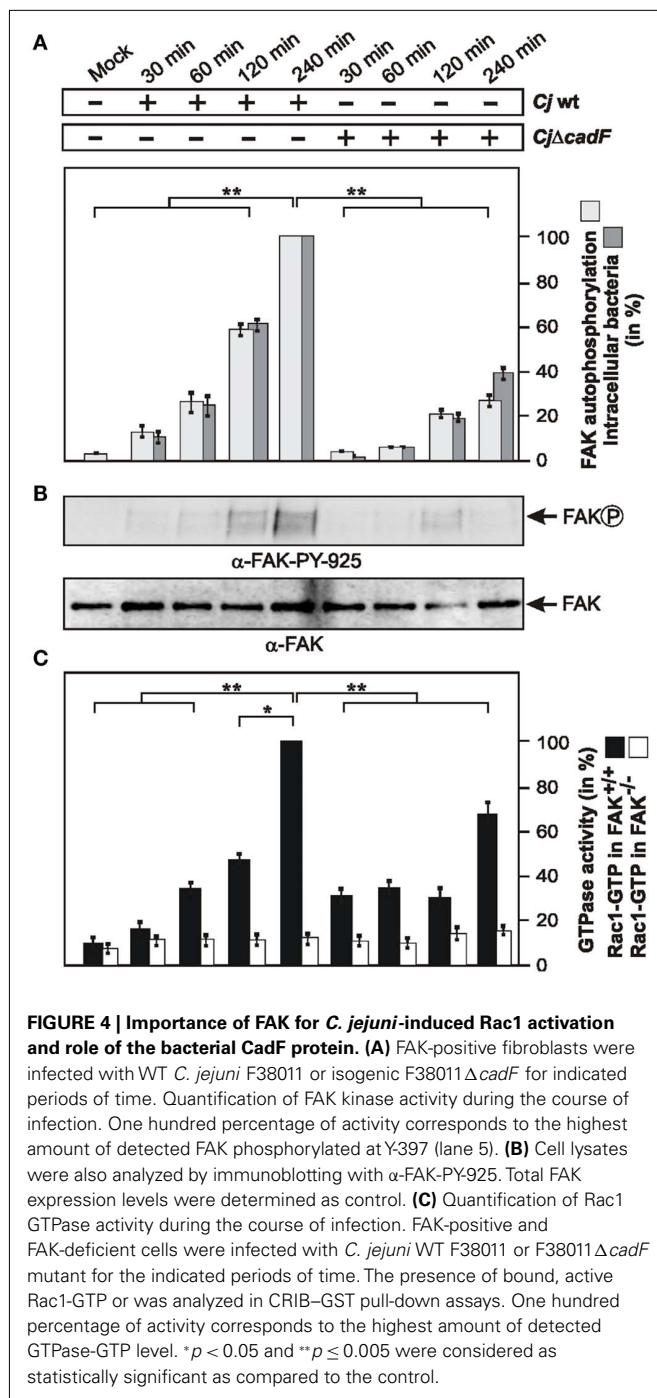 A
Mock 30 min 60 min 120 min 240 min 30 min 60 min 120 min 240 min
− + + + + − − − − Cj wt
− − − − − + + + + CjΔcadF
** **
100
80
60
40
20
0
FAK autophosphorylation
Intracellular bacteria
(in %)
B
FAKⓅ
α-FAK-PY-925
FAK
α-FAK
C
** **
*
100
80
60
40
20
0
GTPase activity (in %)
Rac1-GTP in FAK+/+
Rac1-GTP in FAK-/-
FIGURE 4 | Importance of FAK for C. jejuni-induced Rac1 activation
and role of the bacterial CadF protein. (A) FAK-positive fibroblasts were
infected with WT C. jejuni F38011 or isogenic F38011ΔcadF for indicated
periods of time. Quantification of FAK kinase activity during the course of
infection. One hundred percentage of activity corresponds to the highest
amount of detected FAK phosphorylated at Y-397 (lane 5). (B) Cell lysates
were also analyzed by immunoblotting with α-FAK-PY-925. Total FAK
expression levels were determined as control. (C) Quantification of Rac1
GTPase activity during the course of infection. FAK-positive and
FAK-deficient cells were infected with C. jejuni WT F38011 or F38011ΔcadF
mutant for the indicated periods of time. The presence of bound, active
Rac1-GTP or was analyzed in CRIB–GST pull-down assays. One hundred
percentage of activity corresponds to the highest amount of detected
GTPase-GTP level. *p < 0.05 and **p ≤ 0.005 were considered as
statistically significant as compared to the control.